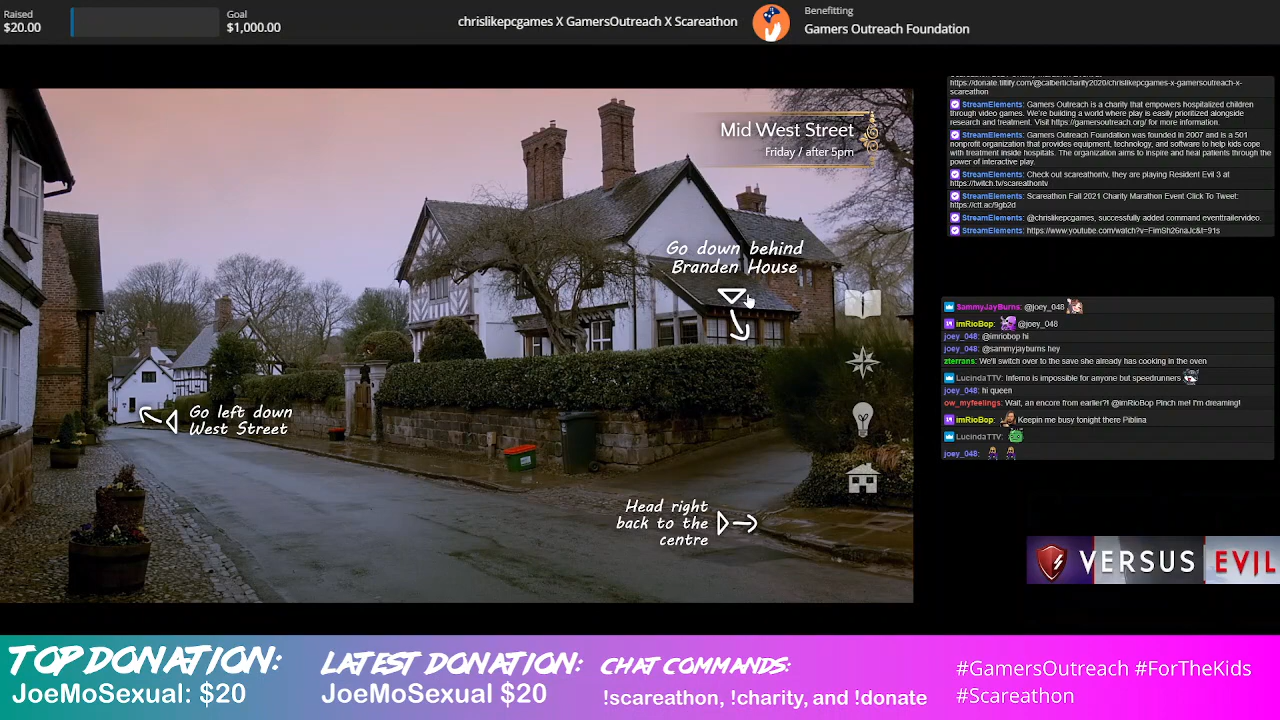 Raised
$20.00
Goal
$1,000.00
chrislikepcgames X GamersOutreach X Scareathon
Benefitting
Gamers Outreach Foundation
Mid West Street
Friday / after 5pm
Go down behind
Branden House
Go left down
West Street
Head right
back to the
centre
https://donate.tiltify.com/@calbertcharity2020/chrislikepcgames-x-gamersoutreach-x-
scareathon
StreamElements: Gamers Outreach is a charity that empowers hospitalized children
through video games. We're building a world where play is easily prioritized alongside
research and treatment. Visit https://gamersoutreach.org/ for more information.
StreamElements: Gamers Outreach Foundation was founded in 2007 and is a 501
nonprofit organization that provides equipment, technology, and software to help kids cope
with treatment inside hospitals. The organization aims to inspire and heal patients through the
power of interactive play.
StreamElements: Check out scareathontv, they are playing Resident Evil 3 at
https://twitch.tv/scareathontv
StreamElements: Scareathon Fall 2021 Charity Marathon Event Click To Tweet:
https://ctt.ac/9gb2d
StreamElements: @chrislikepcgames, successfully added command eventtrailervideo.
StreamElements: https://www.youtube.com/watch?v=FimSh26naJc&t=91s
SammyJayBurns: @joey_048
imRioBop: @joey_048
joey_048: @imriobop hi
joey_048: @sammyjayburns hey
zterrans: We'll switch over to the save she already has cooking in the oven
LucindaTTV: Inferno is impossible for anyone but speedrunners
joey_048: hi queen
ow_myfeelings: Wait, an encore from earlier?! @imRioBop Pinch me! I'm dreaming!
imRioBop: Keepin me busy tonight there Piblina
LucindaTTV:
joey_048:
VERSUS EVIL
TOP DONATION:
JoeMoSexual: $20
LATEST DONATION:
JoeMoSexual $20
CHAT COMMANDS:
!scareathon, !charity, and !donate
#GamersOutreach #ForTheKids
#Scareathon